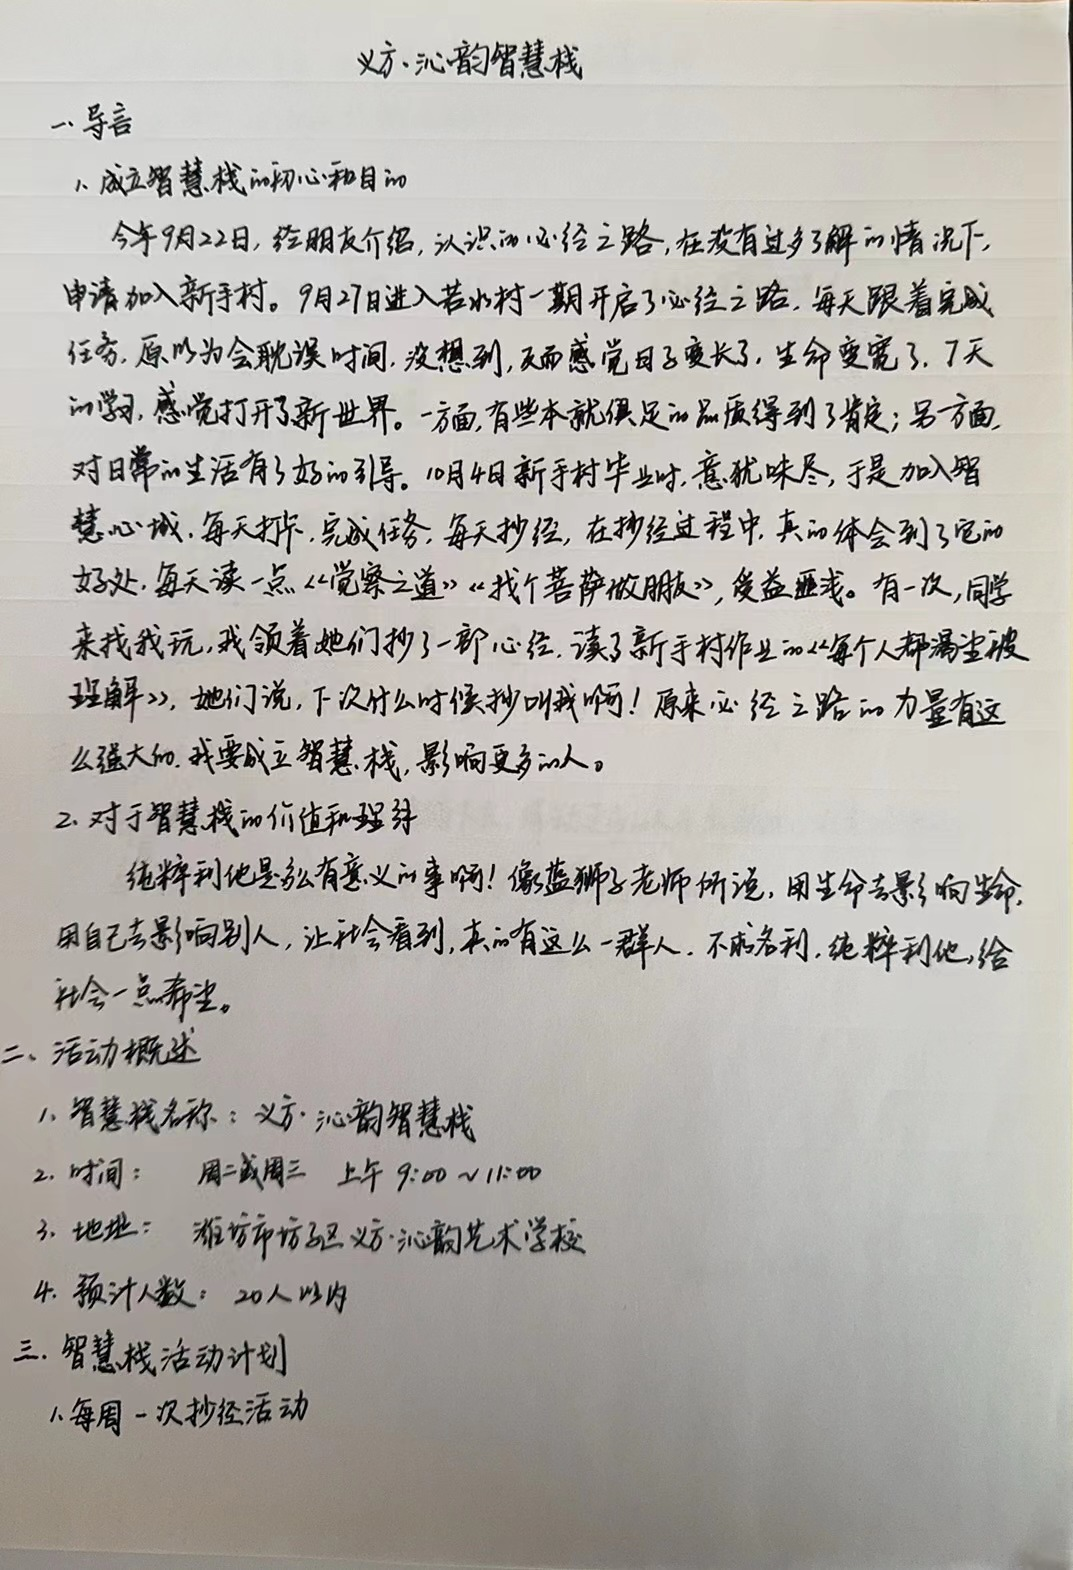 义方·沁韵智慧栈
一、导言
1、成立智慧栈的初心和目的
今年9月22日，经朋友介绍，认识的必经之路，在没有过多了解的情况下，
申请加入新手村。9月27日进入若水村一期开启了必经之路，每天跟着完成
任务，原以为会耽误时间，没想到，反而感觉日子变长了，生命变宽了，7天
的学习，感觉打开了新世界。一方面，有些本就俱足的品质得到了肯定；另方面，
对日常的生活有了好的引导。10月4日新手村毕业时，意犹味尽，于是加入智
慧心城，每天打卡，完成任务，每天抄经，在抄经过程中，真的体会到了它的
好处，每天读一点《觉察之道》《找个菩萨做朋友》，受益匪浅。有一次，同学
来找我玩，我领着她们抄了一部心经，读了新手村作业的《每个人都渴望被
理解》，她们说，下次什么时候抄叫我啊！原来必经之路的力量有这
么强大的，我要成立智慧栈，影响更多的人。
2、对于智慧栈的价值和理解
纯粹利他是多么有意义的事啊！像蓝狮子老师所说，用生命去影响生命，
用自己去影响别人，让社会看到，真的有这么一群人，不求名利，纯粹利他，给
社会一点希望。
二、活动概述
1、智慧栈名称：义方·沁韵智慧栈
2、时间： 周二或周三 上午 9:00~11:00
3、地址： 潍坊市坊子区义方·沁韵艺术学校
4、预计人数： 20人以内
三、智慧栈活动计划
1、每周一次抄经活动